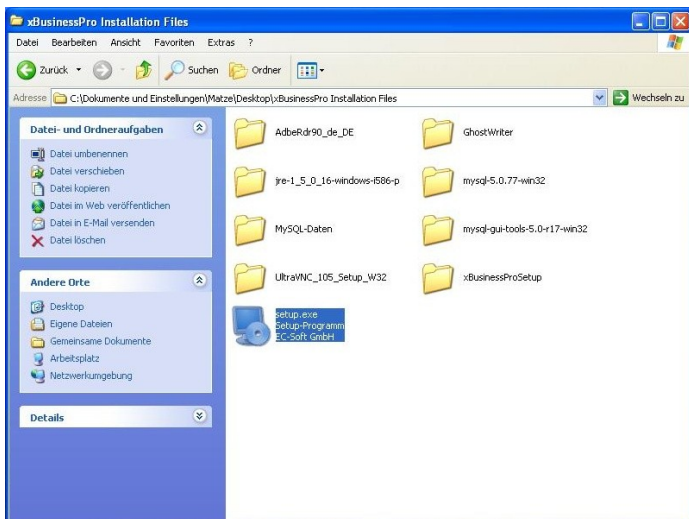 xBusinessPro Installation Files
Datei Bearbeiten Ansicht Favoriten Extras ?
Zurück Suchen Ordner
Adresse C:\Dokumente und Einstellungen\Matze\Desktop\xBusinessPro Installation Files Wechseln zu
Datei- und Ordneraufgaben
Datei umbenennen
Datei verschieben
Datei kopieren
Datei im Web veröffentlichen
Datei in E-Mail versenden
Datei löschen
Andere Orte
Desktop
Eigene Dateien
Gemeinsame Dokumente
Arbeitsplatz
Netzwerkumgebung
Details
AdbeRdr90_de_DE
GhostWriter
jre-1_5_0_16-windows-i586-p
mysql-5.0.77-win32
MySQL-Daten
mysql-gui-tools-5.0-r17-win32
UltraVNC_105_Setup_W32
xBusinessProSetup
setup.exe
Setup-Programm
EC-Soft GmbH